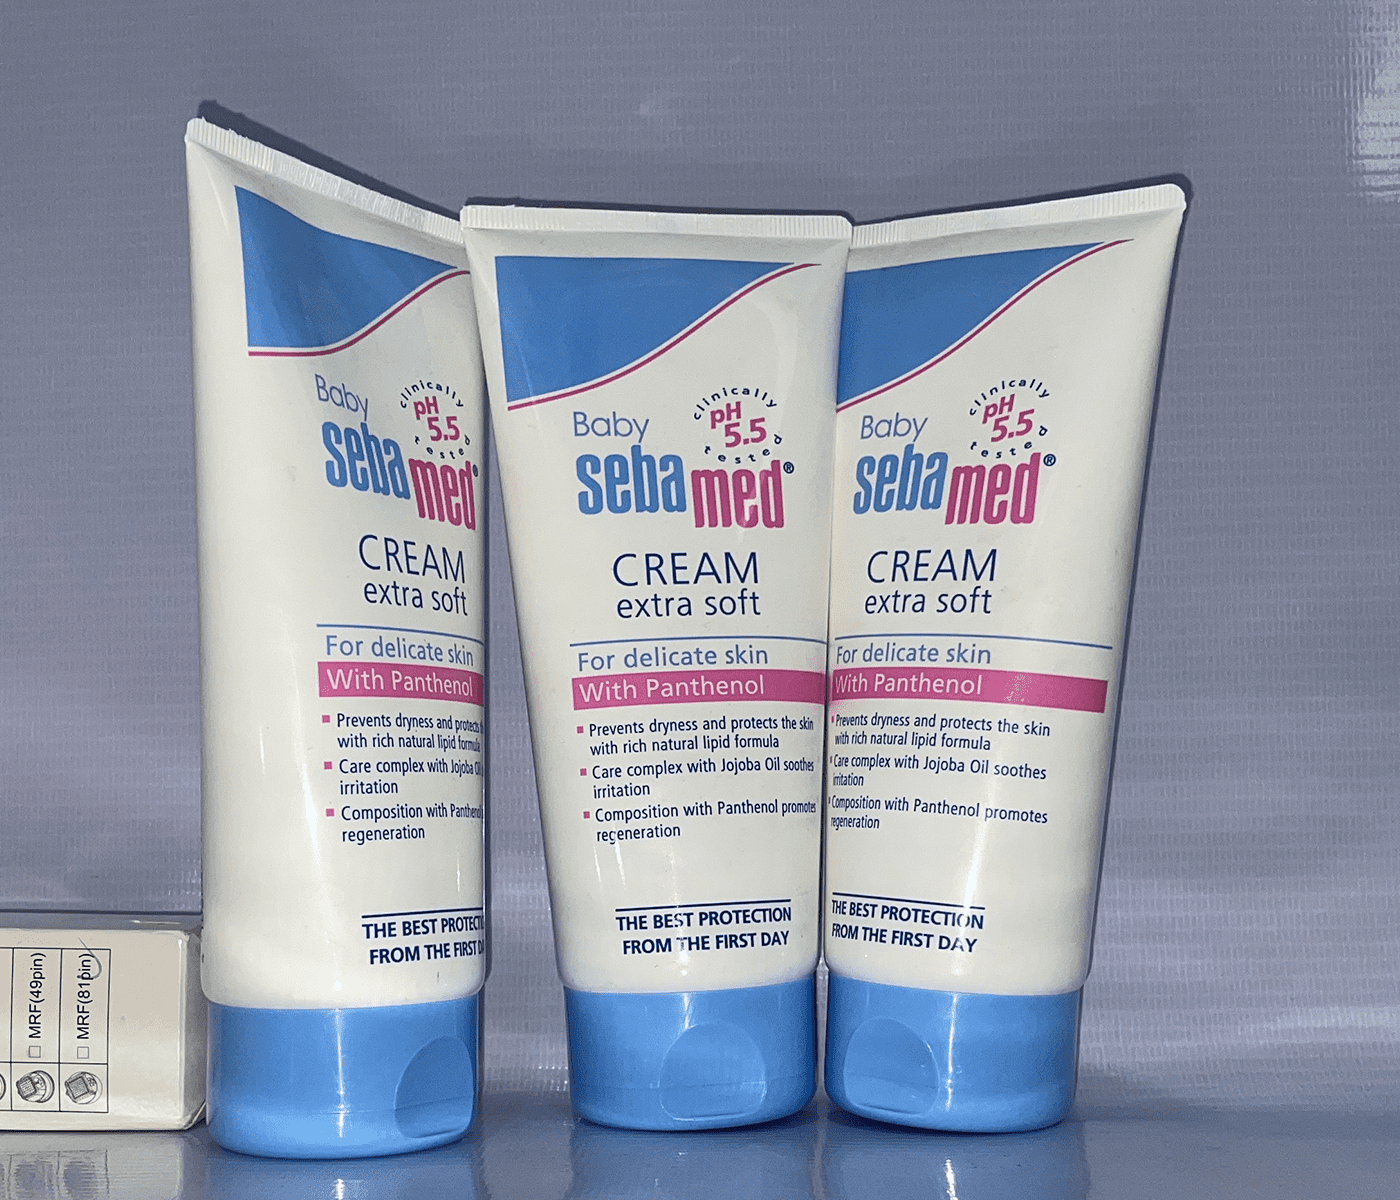 Baby
clinically
pH
5.5
tested
sebamed®
CREAM
extra soft
For delicate skin
With Panthenol
Prevents dryness and protects the
with rich natural lipid formula
Care complex with Jojoba Oil
irritation
Composition with Panthenol
regeneration
THE BEST
FROM THE FIRST
Baby
clinically
pH
5.5
tested
sebamed®
CREAM
extra soft
For delicate skin
With Panthenol
Prevents dryness and protects the skin
with rich natural lipid formula
Care complex with Jojoba Oil soothes
irritation
Composition with Panthenol promotes
regeneration
THE BEST PROTECTION
FROM THE FIRST DAY
Baby
clinically
pH
5.5
tested
sebamed®
CREAM
extra soft
For delicate skin
With Panthenol
Prevents dryness and protects the skin
with rich natural lipid formula
Care complex with Jojoba Oil soothes
irritation
Composition with Panthenol promotes
regeneration
THE BEST PROTECTION
FROM THE FIRST DAY
MRF(49pin)
MRF(81pin)